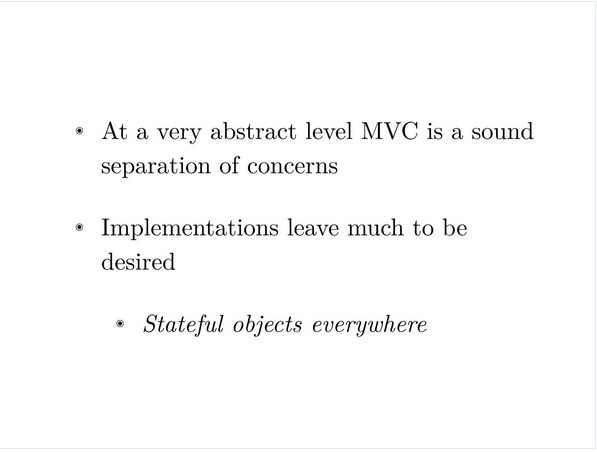 At a very abstract level MVC is a sound
separation of concerns
Implementations leave much to be
desired
Stateful objects everywhere